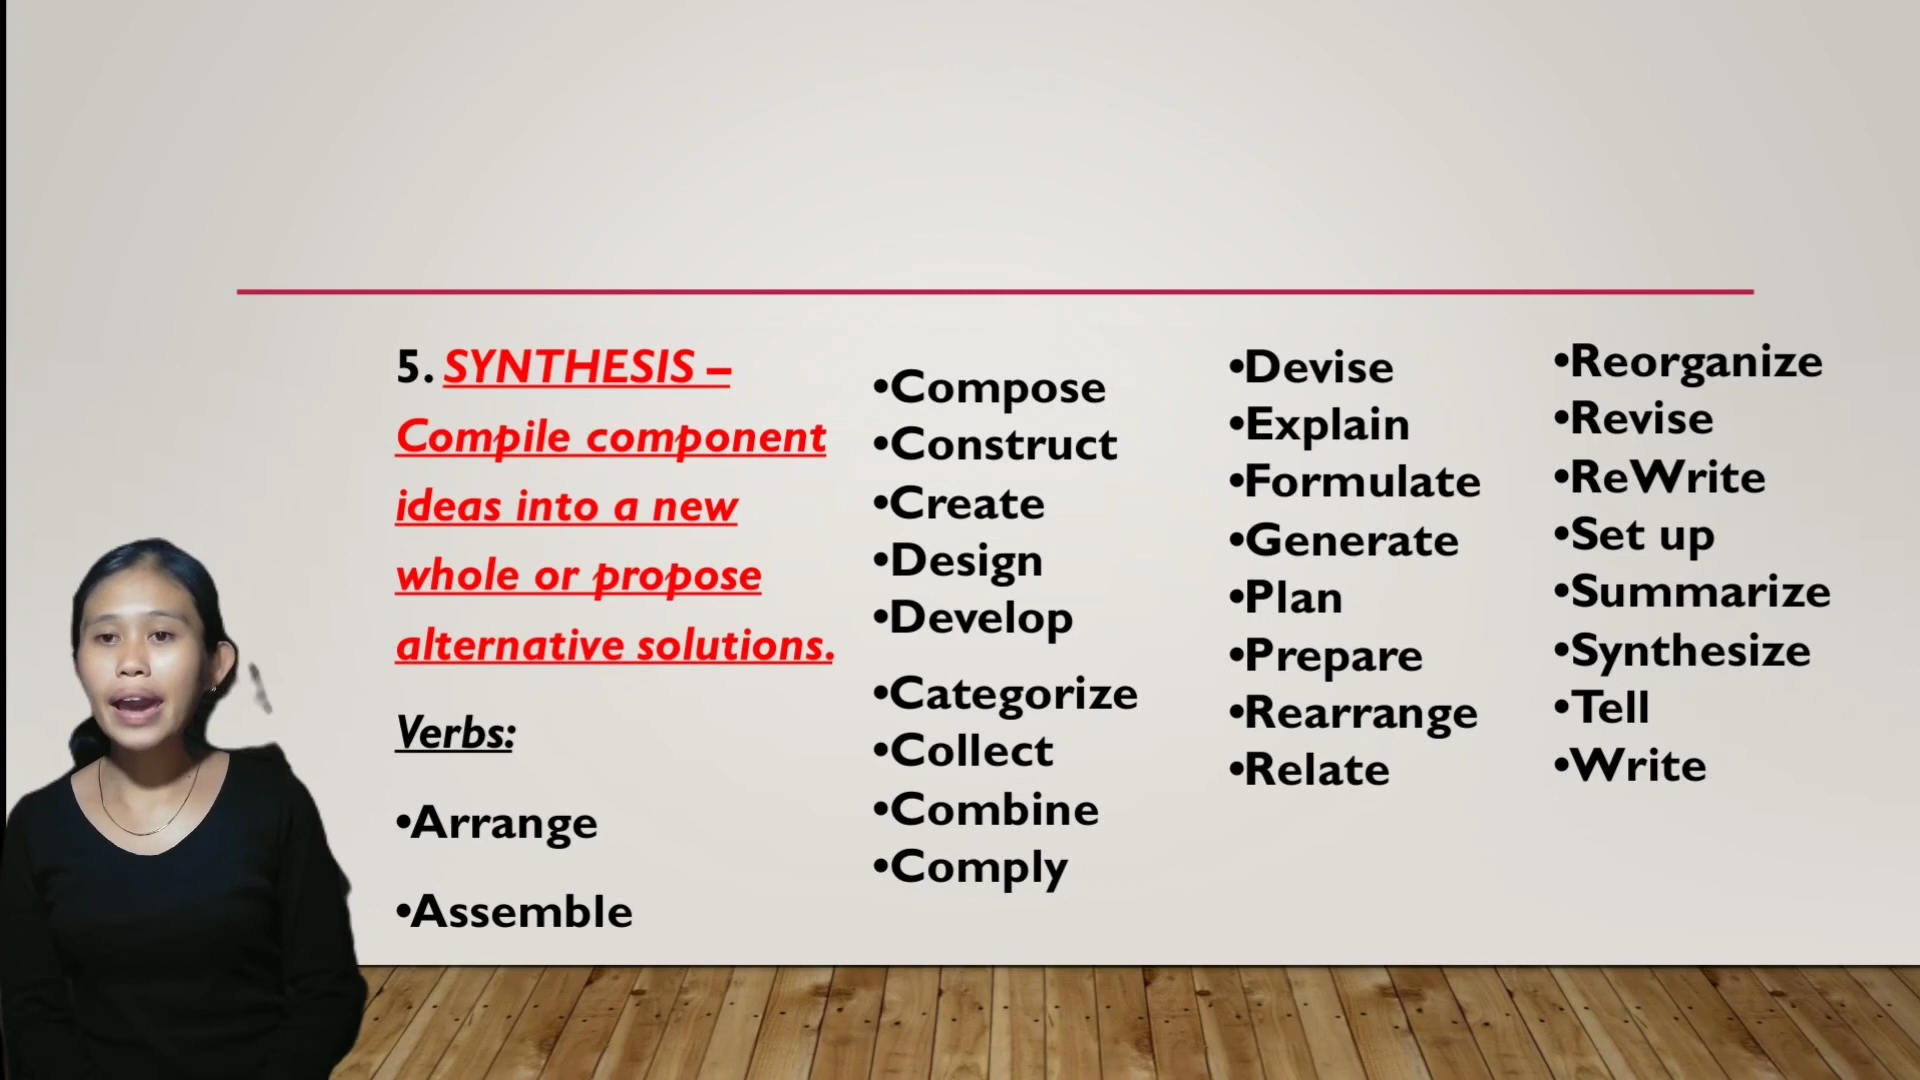 5. SYNTHESIS –
Compile component
ideas into a new
whole or propose
alternative solutions.
Verbs:
•Arrange
•Assemble
•Compose
•Construct
•Create
•Design
•Develop
•Categorize
•Collect
•Combine
•Comply
•Devise
•Explain
•Formulate
•Generate
•Plan
•Prepare
•Rearrange
•Relate
•Reorganize
•Revise
•ReWrite
•Set up
•Summarize
•Synthesize
•Tell
•Write